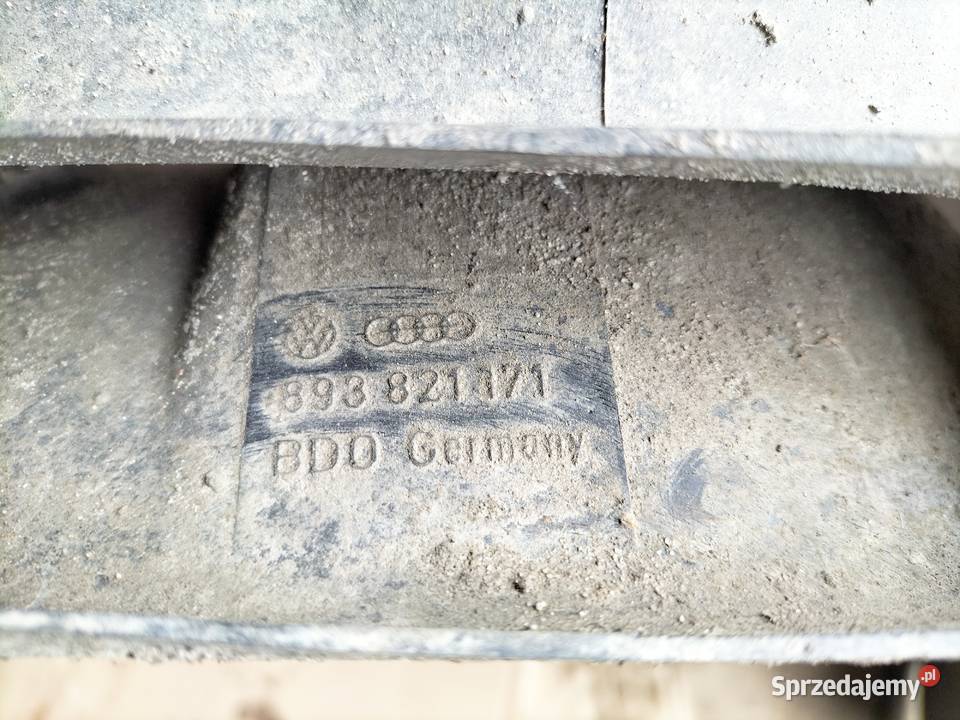 893 821 171
BDO Germany
Sprzedajemy.pl